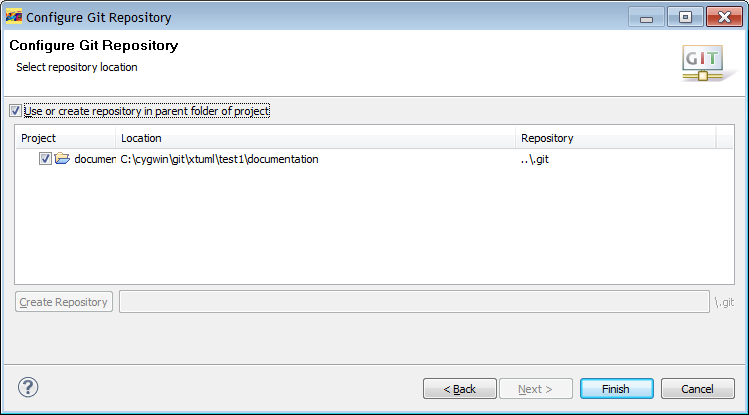 Configure Git Repository
Configure Git Repository
Select repository location
GIT
Use or create repository in parent folder of project
Project Location Repository
documen C:\cygwin\git\xtuml\test1\documentation ..\.git
Create Repository \.git
? < Back Next > Finish Cancel